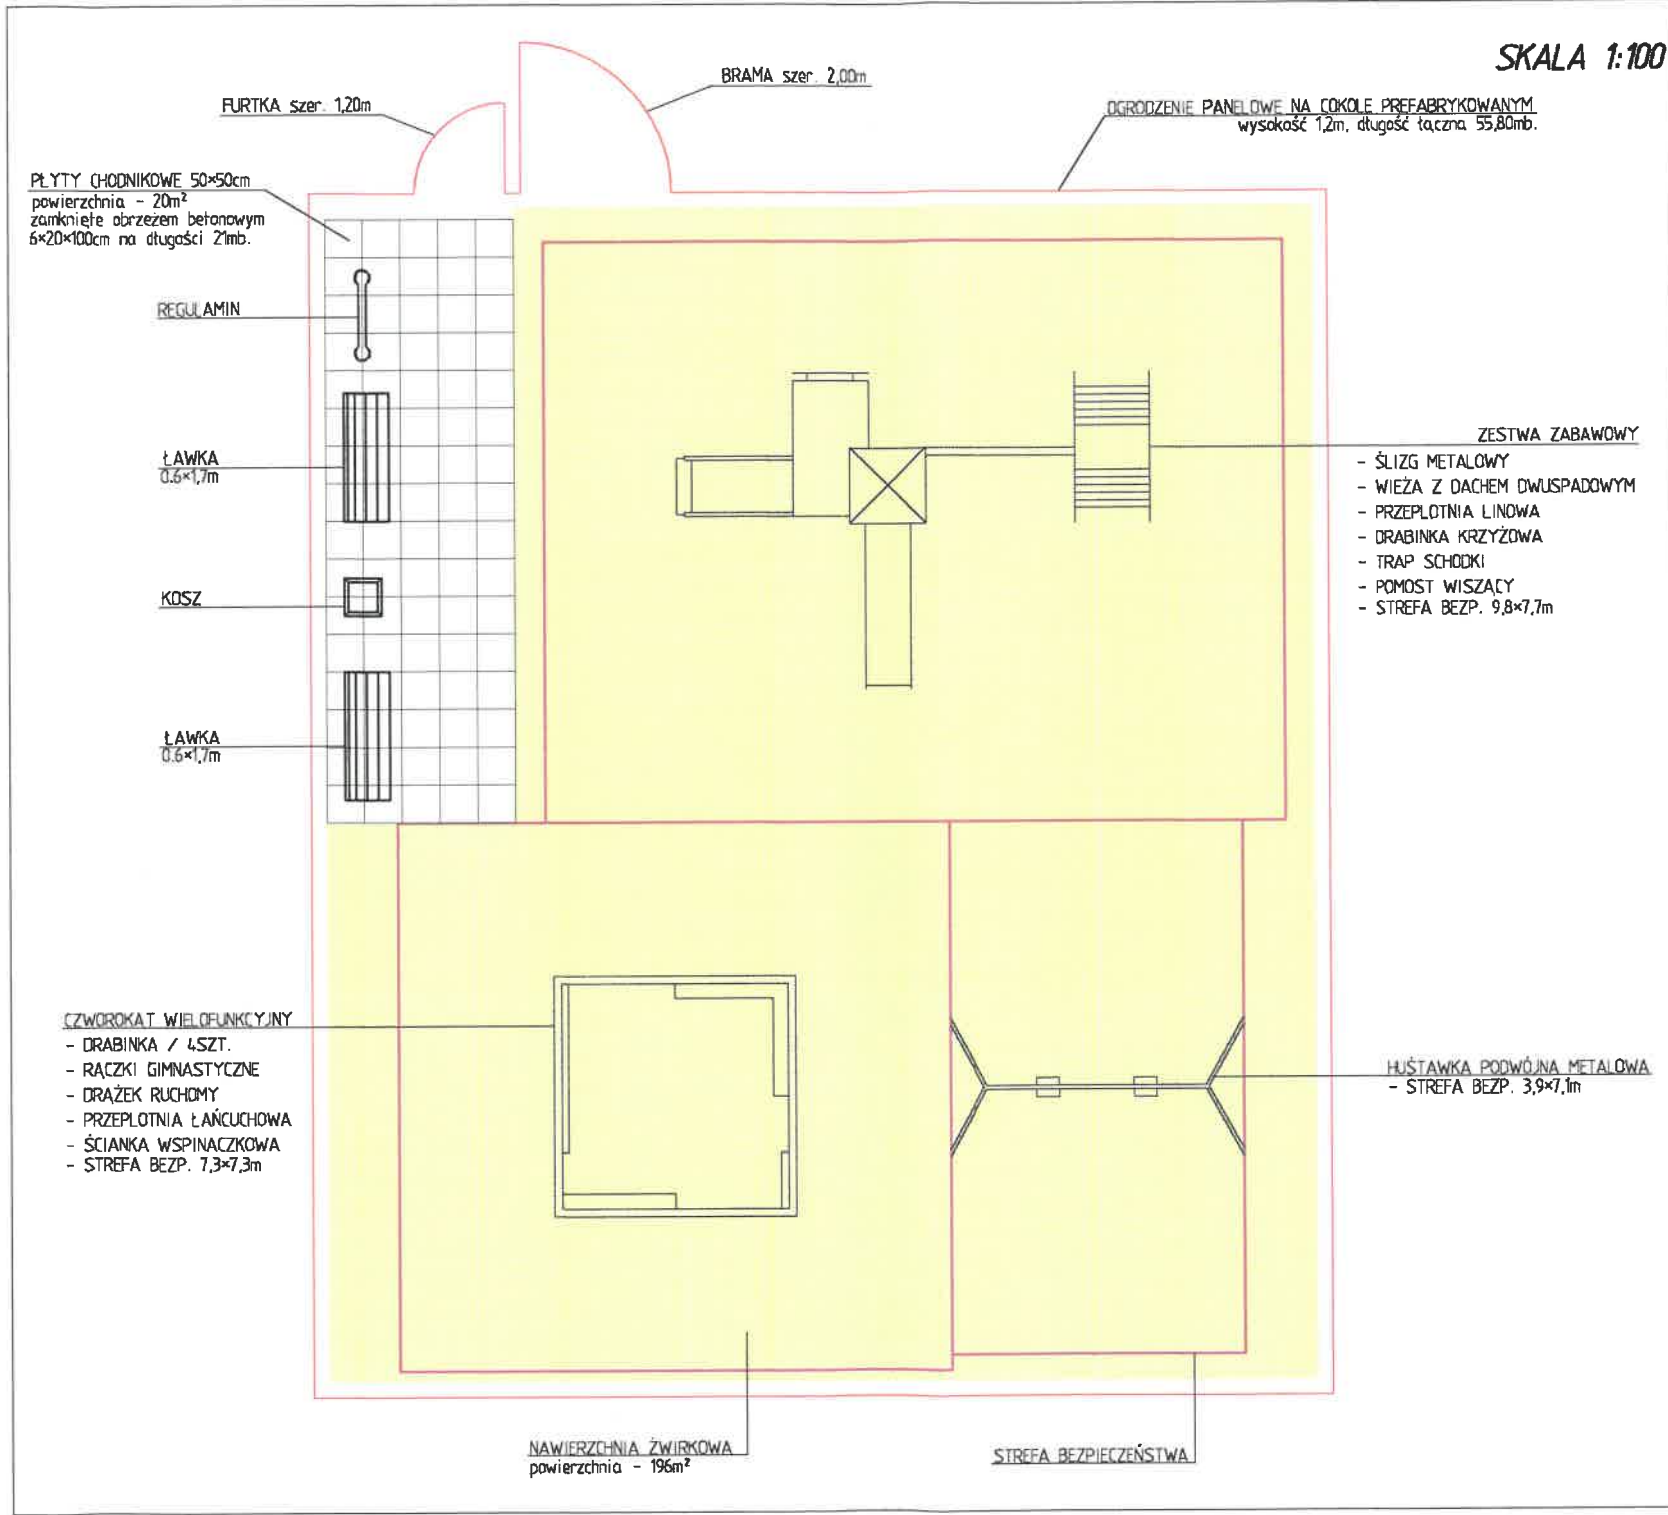 SKALA 1:100
BRAMA szer. 2,00m
FURTKA szer. 1,20m
OGRODZENIE PANELOWE NA COKOLE PREFABRYKOWANYM
wysokość 1,2m, długość łączna 55,80mb.
PŁYTY CHODNIKOWE 50×50cm
powierzchnia - 20m²
zamknięte obrzeżem betonowym
6×20×100cm na długości 21mb.
REGULAMIN
ŁAWKA
0.6×1,7m
KOSZ
ŁAWKA
0.6×1,7m
ZESTWA ZABAWOWY
- ŚLIZG METALOWY
- WIEŻA Z DACHEM DWUSPADOWYM
- PRZEPLOTNIA LINOWA
- DRABINKA KRZYŻOWA
- TRAP SCHODKI
- POMOST WISZĄCY
- STREFA BEZP. 9,8×7,7m
CZWOROKAT WIELOFUNKCYJNY
- DRABINKA / 4SZT.
- RĄCZKI GIMNASTYCZNE
- DRĄŻEK RUCHOMY
- PRZEPLOTNIA ŁAŃCUCHOWA
- ŚCIANKA WSPINACZKOWA
- STREFA BEZP. 7,3×7,3m
HUŚTAWKA PODWÓJNA METALOWA
- STREFA BEZP. 3,9×7,1m
NAWIERZCHNIA ŻWIRKOWA
powierzchnia - 196m²
STREFA BEZPIECZEŃSTWA